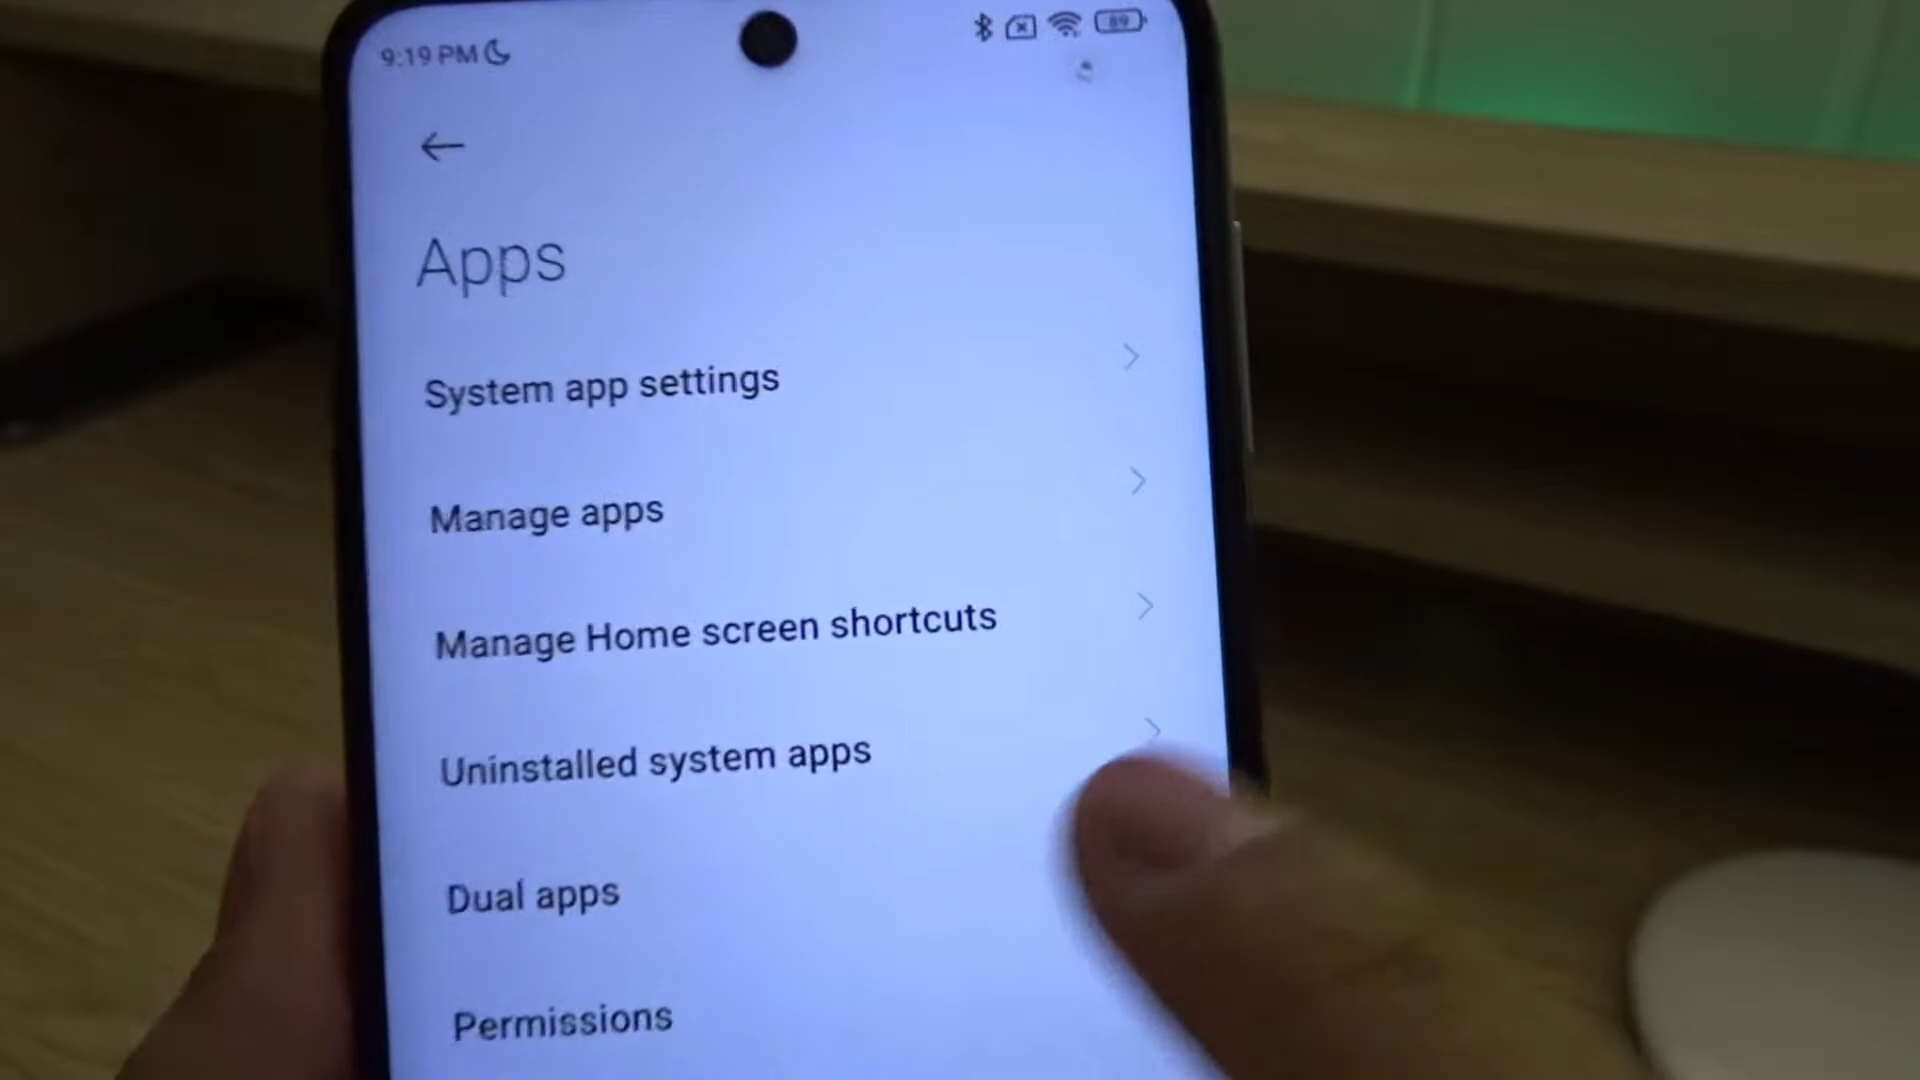 9:19 PM
89
Apps
System app settings
Manage apps
Manage Home screen shortcuts
Uninstalled system apps
Dual apps
Permissions